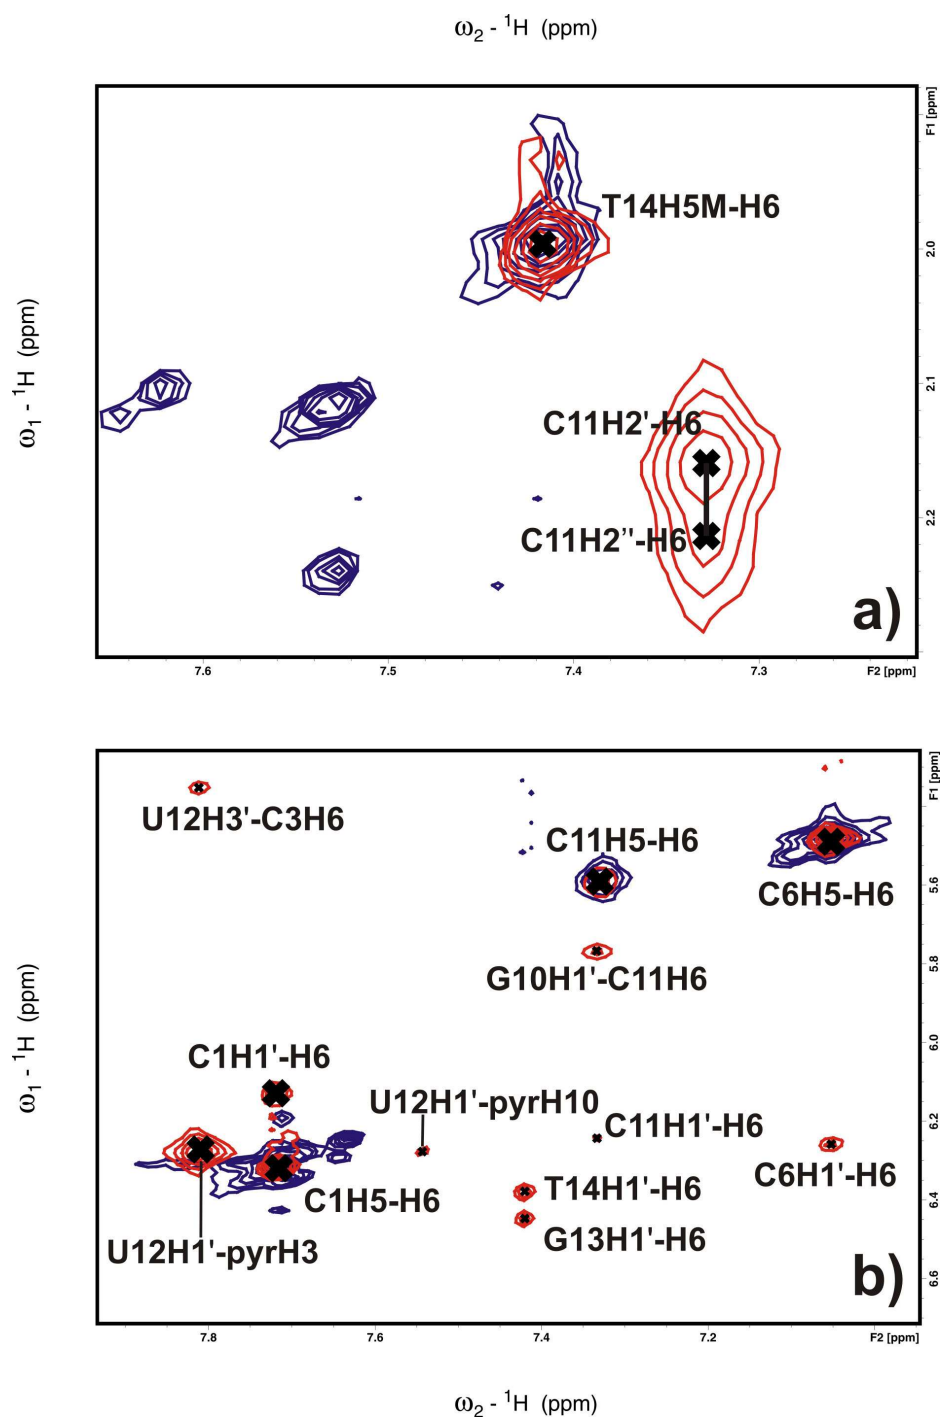 ω2 - 1H (ppm)
F1 [ppm]
T14H5M-H6
2.0
ω1 - 1H (ppm)
2.1
C11H2'-H6
2.2
C11H2''-H6
a)
7.6 7.5 7.4 7.3 F2 [ppm]
F1 [ppm]
U12H3'-C3H6
C11H5-H6
5.6
C6H5-H6
5.8
G10H1'-C11H6
ω1 - 1H (ppm)
6.0
C1H1'-H6
U12H1'-pyrH10
C11H1'-H6
6.2
C6H1'-H6
C1H5-H6
T14H1'-H6
6.4
G13H1'-H6
U12H1'-pyrH3
6.6
b)
7.8 7.6 7.4 7.2 F2 [ppm]
ω2 - 1H (ppm)